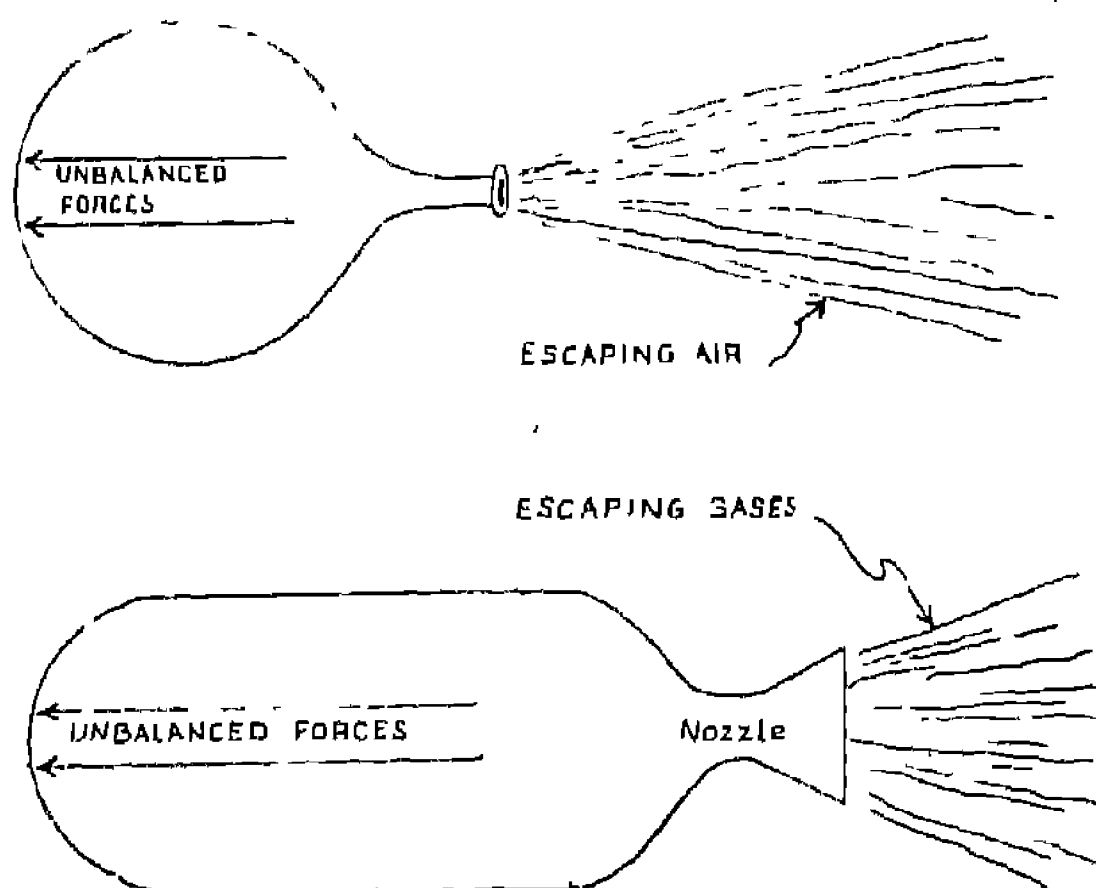 UNBALANCED
FORCES
ESCAPING AIR
ESCAPING GASES
UNBALANCED FORCES
Nozzle